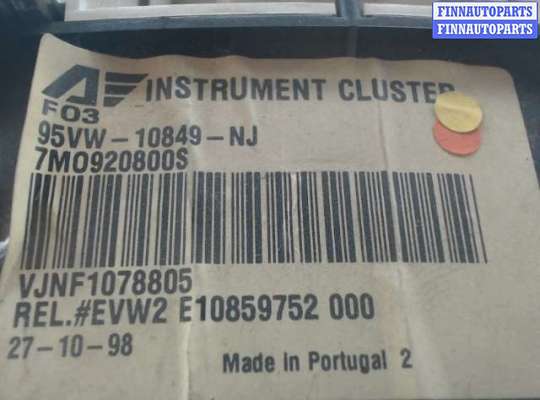 FINNAUTOPARTS
FINNAUTOPARTS
INSTRUMENT CLUSTER
F03
95VW-10849-NJ
7M0920800S
VJNF1078805
REL.#EVW2 E10859752 000
27-10-98
Made in Portugal 2